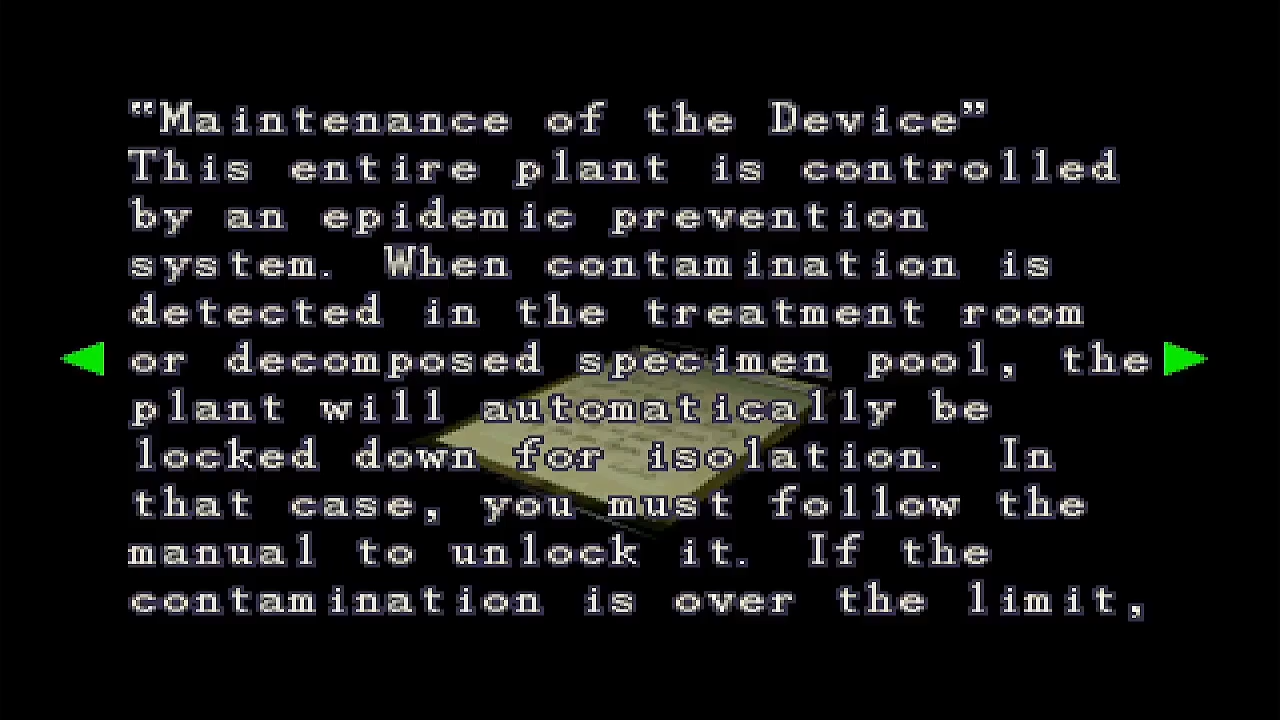 "Maintenance of the Device"
This entire plant is controlled
by an epidemic prevention
system. When contamination is
detected in the treatment room
or decomposed specimen pool, the
plant will automatically be
locked down for isolation. In
that case, you must follow the
manual to unlock it. If the
contamination is over the limit,